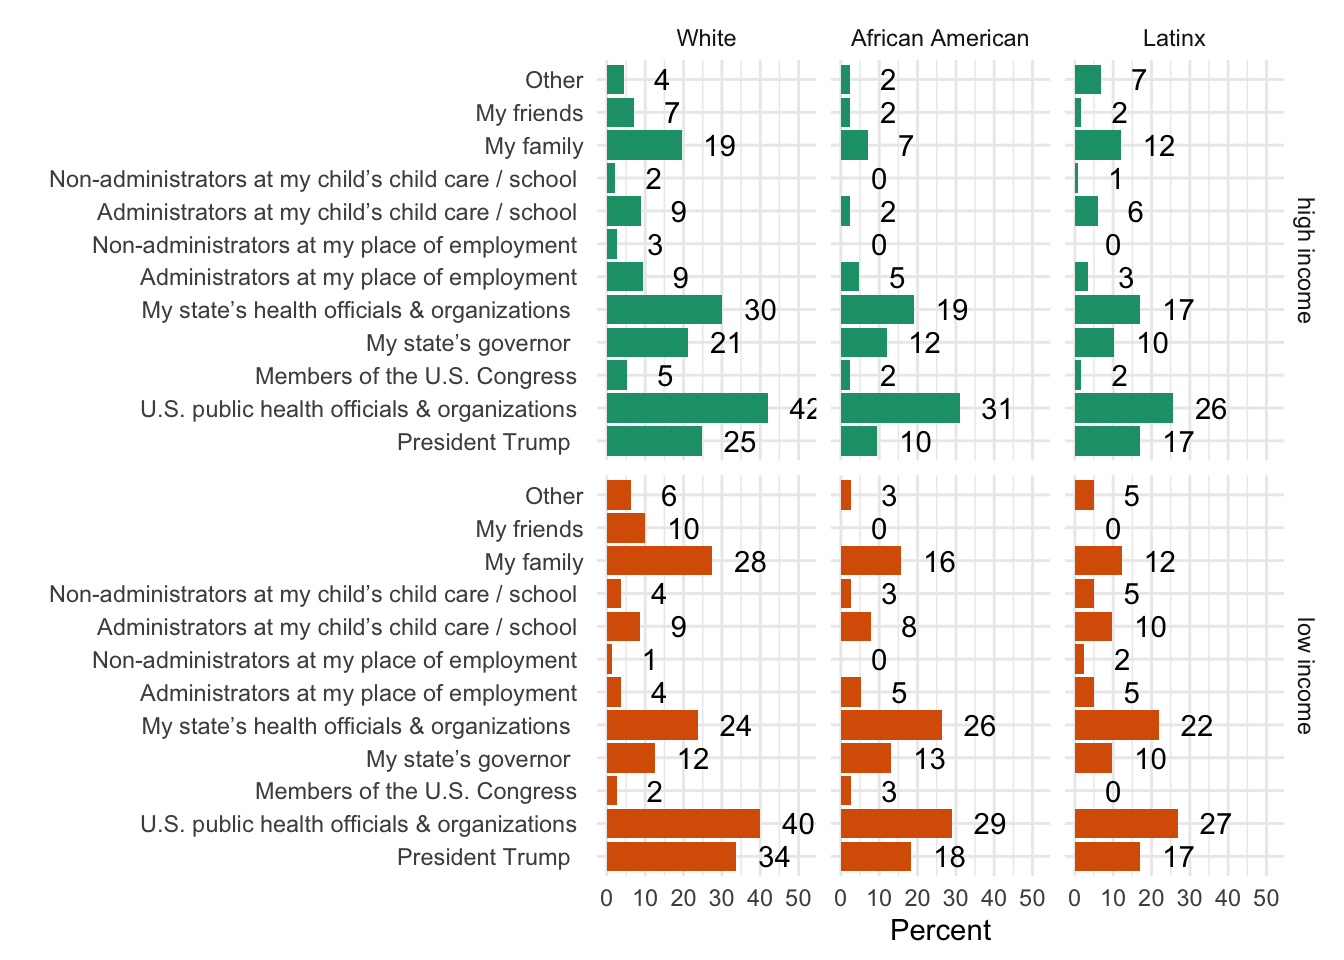 White African American Latinx
Other 4 2 7
My friends 7 2 2
My family 19 7 12
Non-administrators at my child’s child care / school 2 0 1
Administrators at my child’s child care / school 9 2 6
Non-administrators at my place of employment 3 0 0
Administrators at my place of employment 9 5 3
My state’s health officials & organizations 30 19 17
My state’s governor 21 12 10
Members of the U.S. Congress 5 2 2
U.S. public health officials & organizations 42 31 26
President Trump 25 10 17
high income
Other 6 3 5
My friends 10 0 0
My family 28 16 12
Non-administrators at my child’s child care / school 4 3 5
Administrators at my child’s child care / school 9 8 10
Non-administrators at my place of employment 1 0 2
Administrators at my place of employment 4 5 5
My state’s health officials & organizations 24 26 22
My state’s governor 12 13 10
Members of the U.S. Congress 2 3 0
U.S. public health officials & organizations 40 29 27
President Trump 34 18 17
low income
0 10 20 30 40 50 0 10 20 30 40 50 0 10 20 30 40 50
Percent